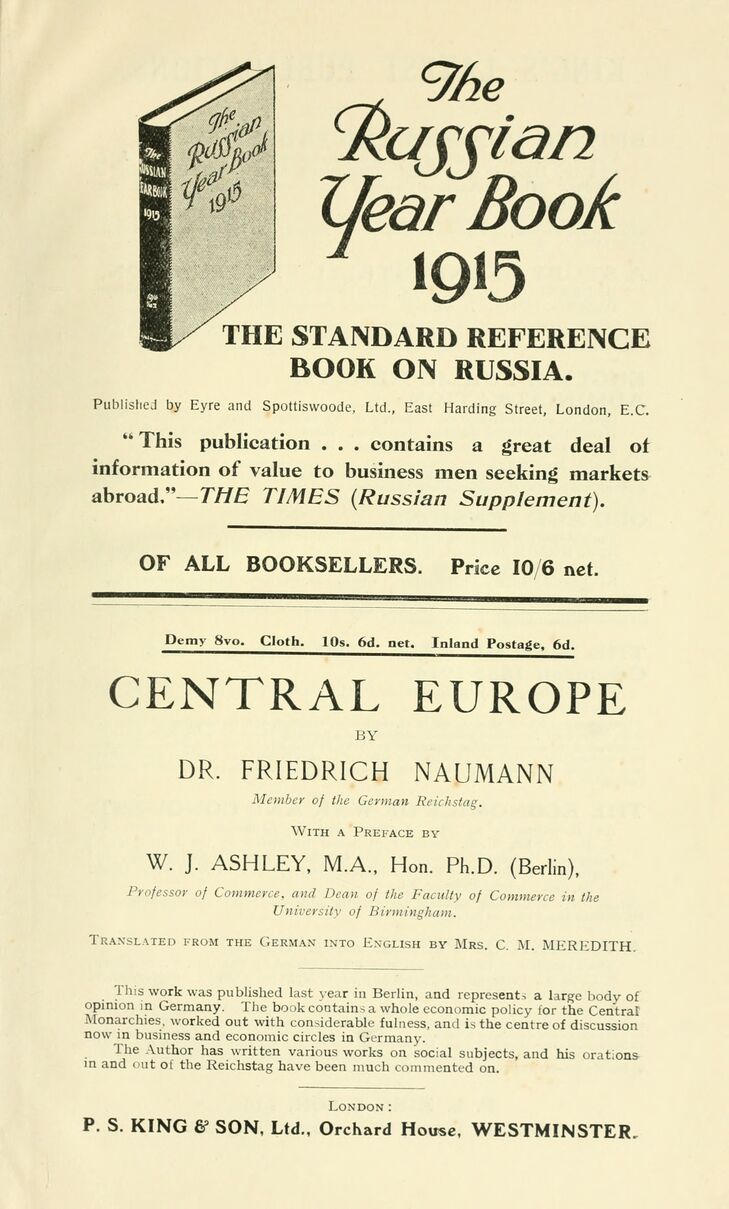 The
Russian
Year Book
1915
The
RUSSIAN
YEARBOOK
1915
The
Russian
Year Book
1915
THE STANDARD REFERENCE
BOOK ON RUSSIA.
Published by Eyre and Spottiswoode, Ltd., East Harding Street, London, E.C.
“This publication . . . contains a great deal of
information of value to business men seeking markets
abroad.”—THE TIMES (Russian Supplement).
OF ALL BOOKSELLERS. Price 10/6 net.
Demy 8vo. Cloth. 10s. 6d. net. Inland Postage, 6d.
CENTRAL EUROPE
BY
DR. FRIEDRICH NAUMANN
Member of the German Reichstag.
WITH A PREFACE BY
W. J. ASHLEY, M.A., Hon. Ph.D. (Berlin),
Professor of Commerce, and Dean of the Faculty of Commerce in the
University of Birmingham.
TRANSLATED FROM THE GERMAN INTO ENGLISH BY MRS. C. M. MEREDITH.
This work was published last year in Berlin, and represents a large body of
opinion in Germany. The book contains a whole economic policy for the Central
Monarchies, worked out with considerable fulness, and is the centre of discussion
now in business and economic circles in Germany.
The Author has written various works on social subjects, and his orations
in and out of the Reichstag have been much commented on.
LONDON:
P. S. KING & SON, Ltd., Orchard House, WESTMINSTER.